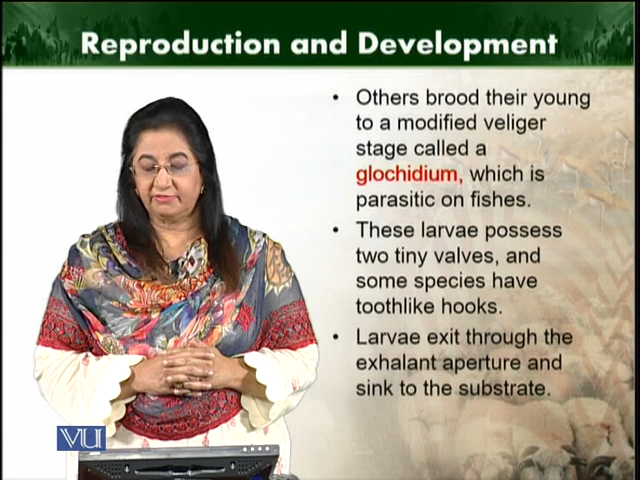 Reproduction and Development
• Others brood their young
to a modified veliger
stage called a
glochidium, which is
parasitic on fishes.
• These larvae possess
two tiny valves, and
some species have
toothlike hooks.
• Larvae exit through the
exhalant aperture and
sink to the substrate.
VU